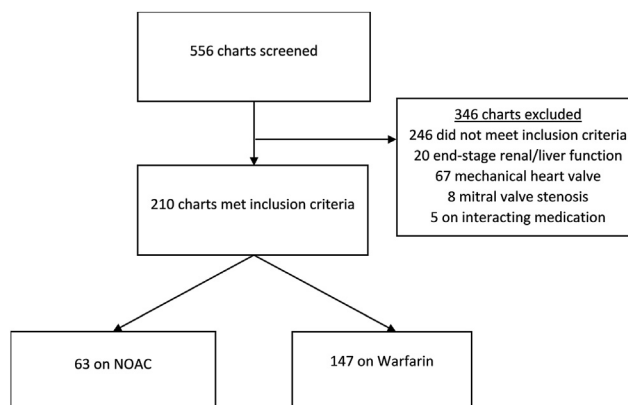 556 charts screened
346 charts excluded
246 did not meet inclusion criteria
20 end-stage renal/liver function
67 mechanical heart valve
8 mitral valve stenosis
5 on interacting medication
210 charts met inclusion criteria
63 on NOAC
147 on Warfarin